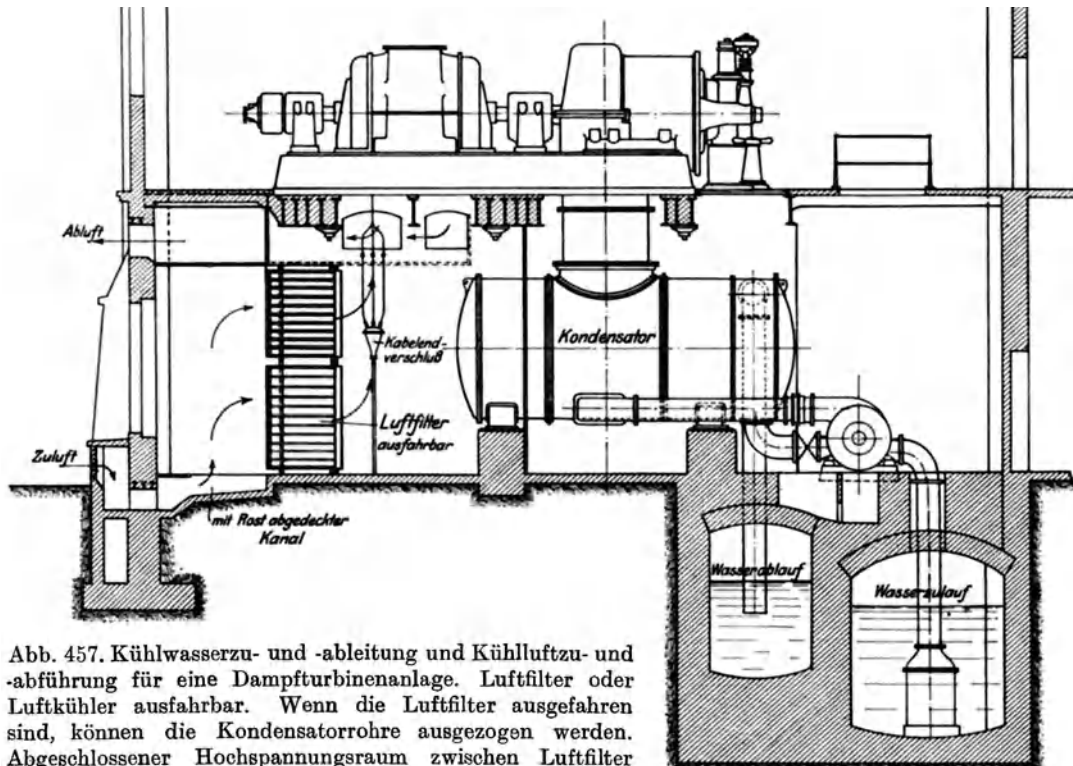 Abluft
Kabelend-
verschluß
Kondensator
Luftfilter
ausfahrbar
Zuluft
mit Rost abgedeckter
Kanal
Wasserablauf
Wasserzulauf
Abb. 457. Kühlwasserzu- und -ableitung und Kühlluftzu- und
-abführung für eine Dampfturbinenanlage. Luftfilter oder
Luftkühler ausfahrbar. Wenn die Luftfilter ausgefahren
sind, können die Kondensatorrohre ausgezogen werden.
Abgeschlossener Hochspannungsraum zwischen Luftfilter